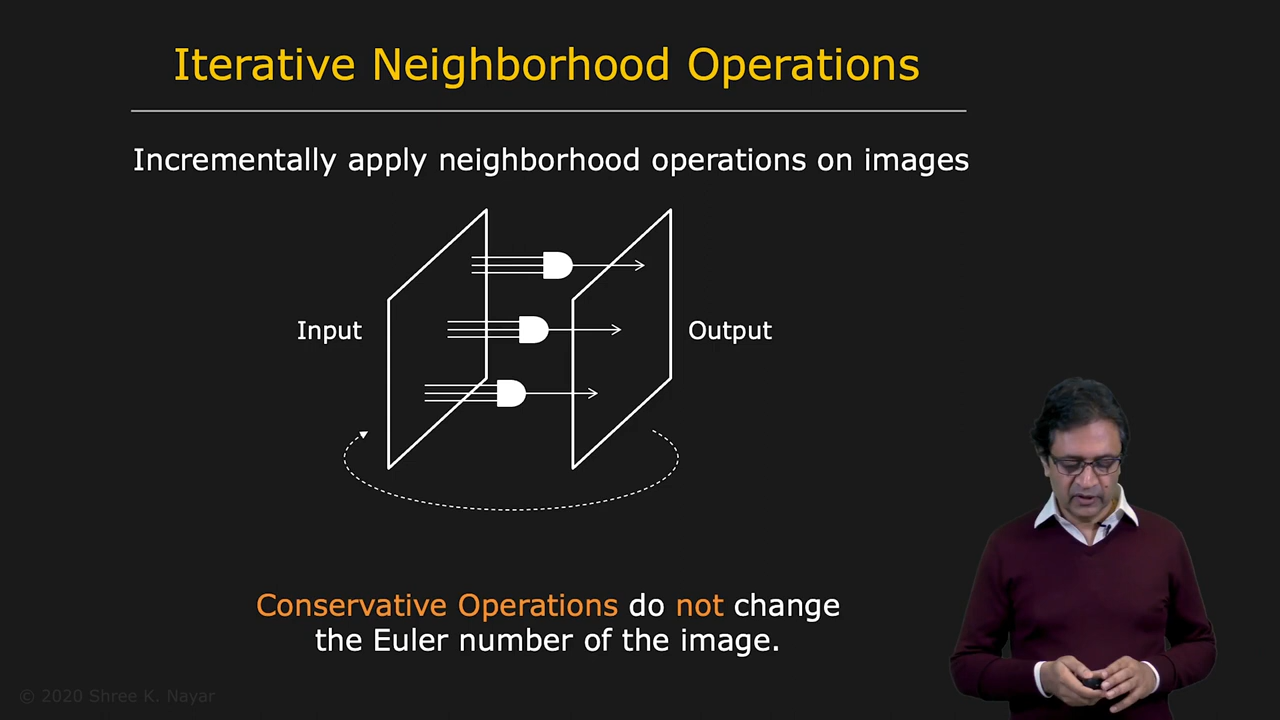 Iterative Neighborhood Operations
Incrementally apply neighborhood operations on images
Input
Output
Conservative Operations do not change
the Euler number of the image.
© 2020 Shree K. Nayar